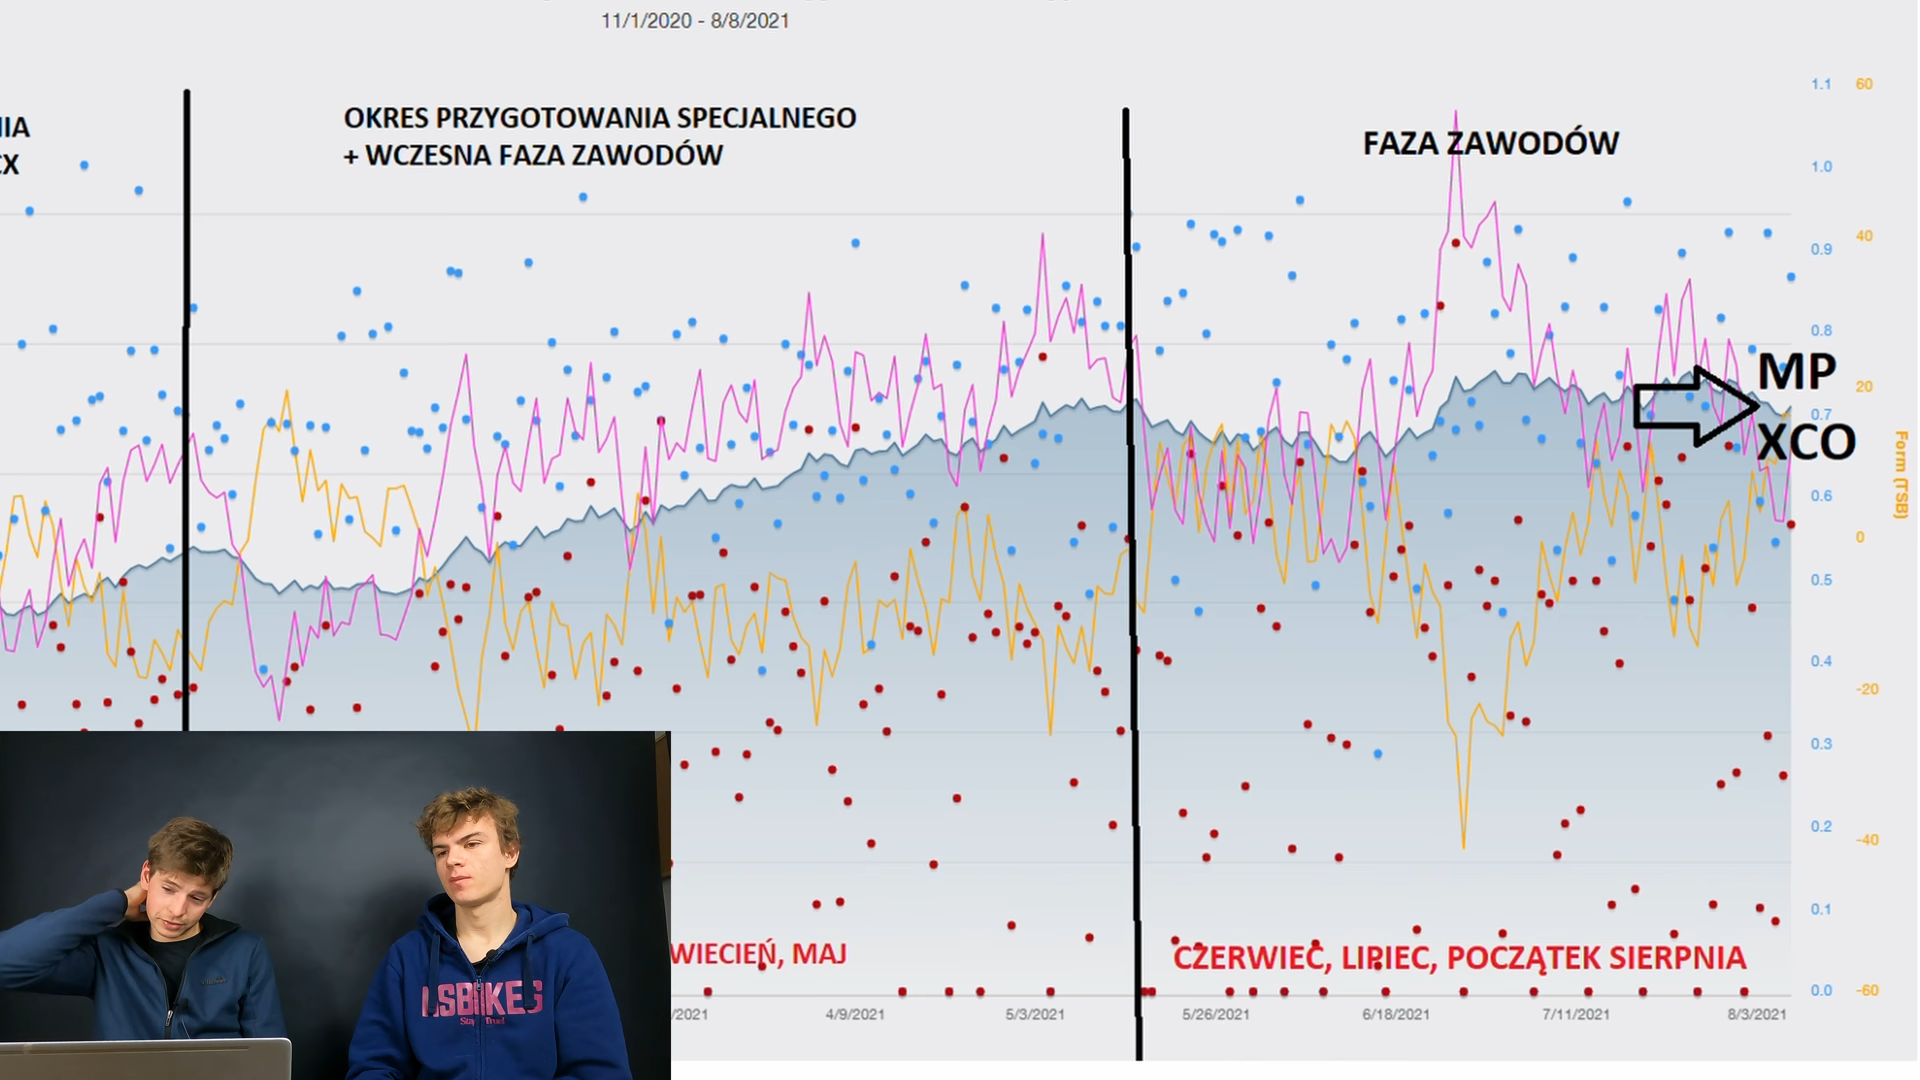 11/1/2020 - 8/8/2021
OKRES PRZYGOTOWANIA SPECJALNEGO
+ WCZESNA FAZA ZAWODÓW
FAZA ZAWODÓW
MP
XCO
1.1
1.0
0.9
0.8
0.7
0.6
0.5
0.4
0.3
0.2
0.1
0.0
60
40
20
0
-20
-40
-60
Form (TSB)
WIECIEŃ, MAJ
CZERWIEC, LIPIEC, POCZĄTEK SIERPNIA
/2021
4/9/2021
5/3/2021
5/26/2021
6/18/2021
7/11/2021
8/3/2021